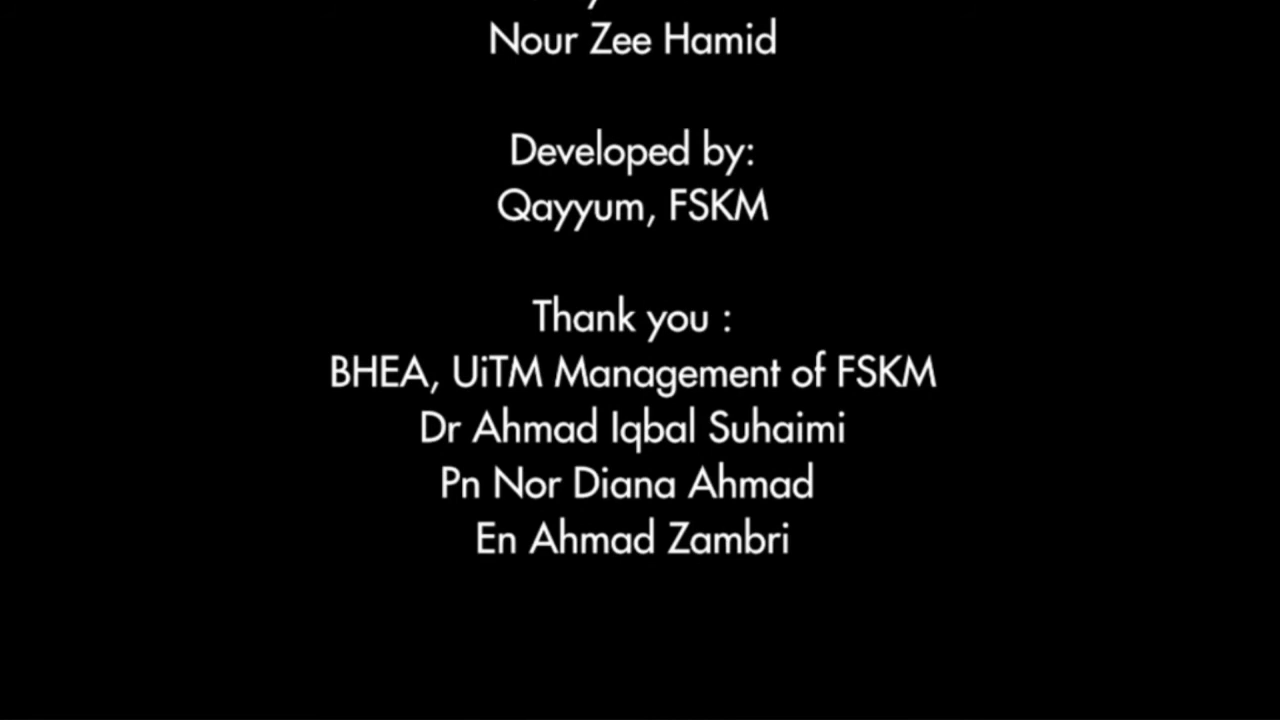 Nour Zee Hamid
Developed by:
Qayyum, FSKM
Thank you :
BHEA, UiTM Management of FSKM
Dr Ahmad Iqbal Suhaimi
Pn Nor Diana Ahmad
En Ahmad Zambri